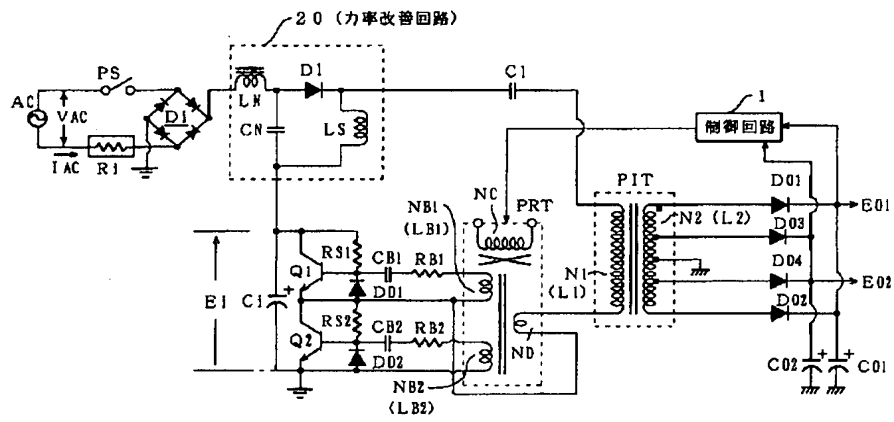 20 (力率改善回路)
PS
D1
C1
1
AC
VAC
Di
LN
CN
LS
制御回路
IAC
Ri
PIT
D01
E01
NC
PRT
N2 (L2)
D03
NB1
(LB1)
RS1
CB1
RB1
D04
Q1
N1
(L1)
E02
E1
Ci
+
DD1
D02
RS2
CB2
RB2
Q2
ND
DD2
NB2
(LB2)
C02
+
+
C01